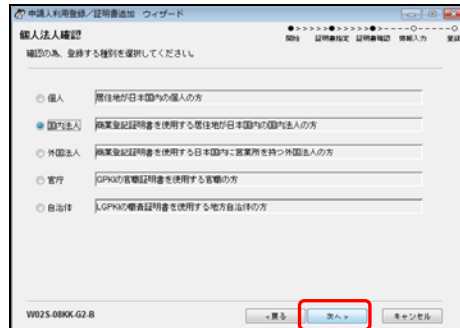 申請人利用登録／証明書追加 ウィザード
個人法人確認
●>>>>>●>>>>>●>----○----○
開始 証明書指定 証明書確認 情報入力 登録
確認の為、登録する種別を選択してください。
個人 居住地が日本国内の個人の方
国内法人 商業登記証明書を使用する居住地が日本国内の国内法人の方
外国法人 商業登記証明書を使用する日本国内に営業所を持つ外国法人の方
官庁 GPKIの官職証明書を使用する官職の方
自治体 LGPKIの職責証明書を使用する地方自治体の方
W02S-08KK-G2-B
<戻る 次へ> キャンセル